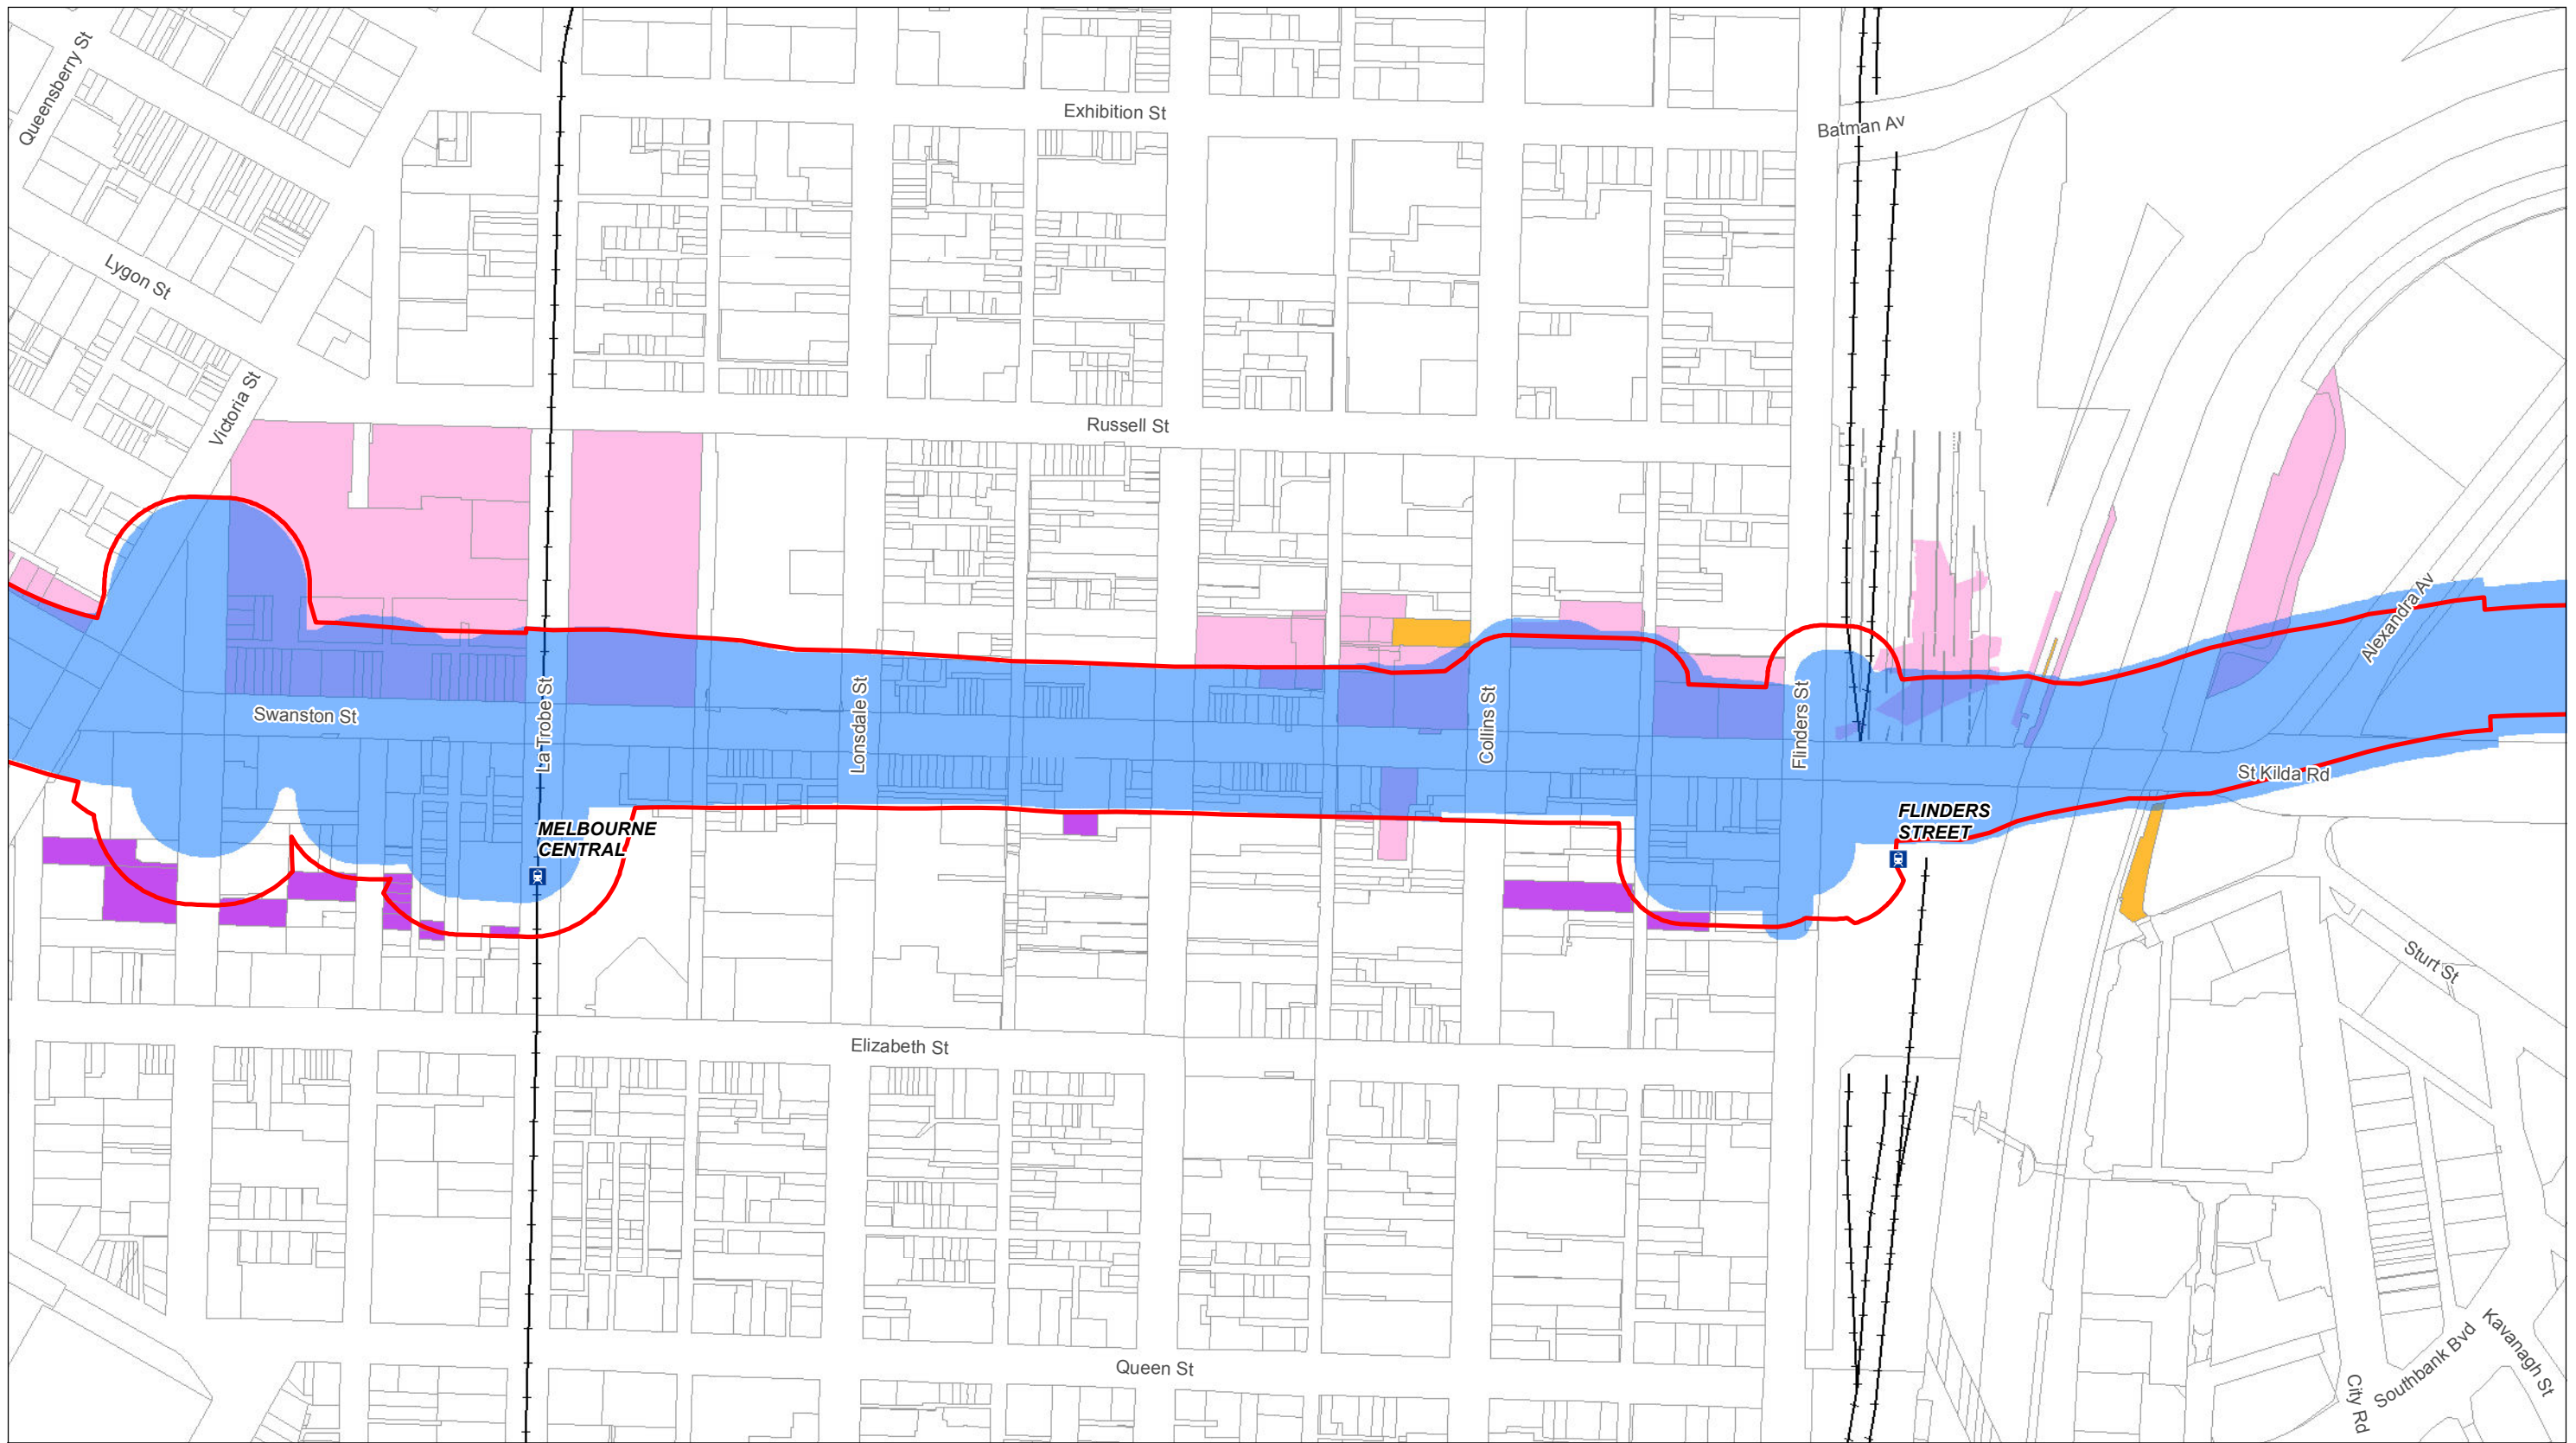 Queensberry St
Exhibition St
Batman Av
Lygon St
Victoria St
Russell St
Alexandra Av
Swanston St
La Trobe St
Lonsdale St
Collins St
Flinders St
St Kilda Rd
MELBOURNE
CENTRAL
FLINDERS
STREET
Sturt St
Elizabeth St
Queen St
City Rd
Southbank Bvd
Kavanagh St